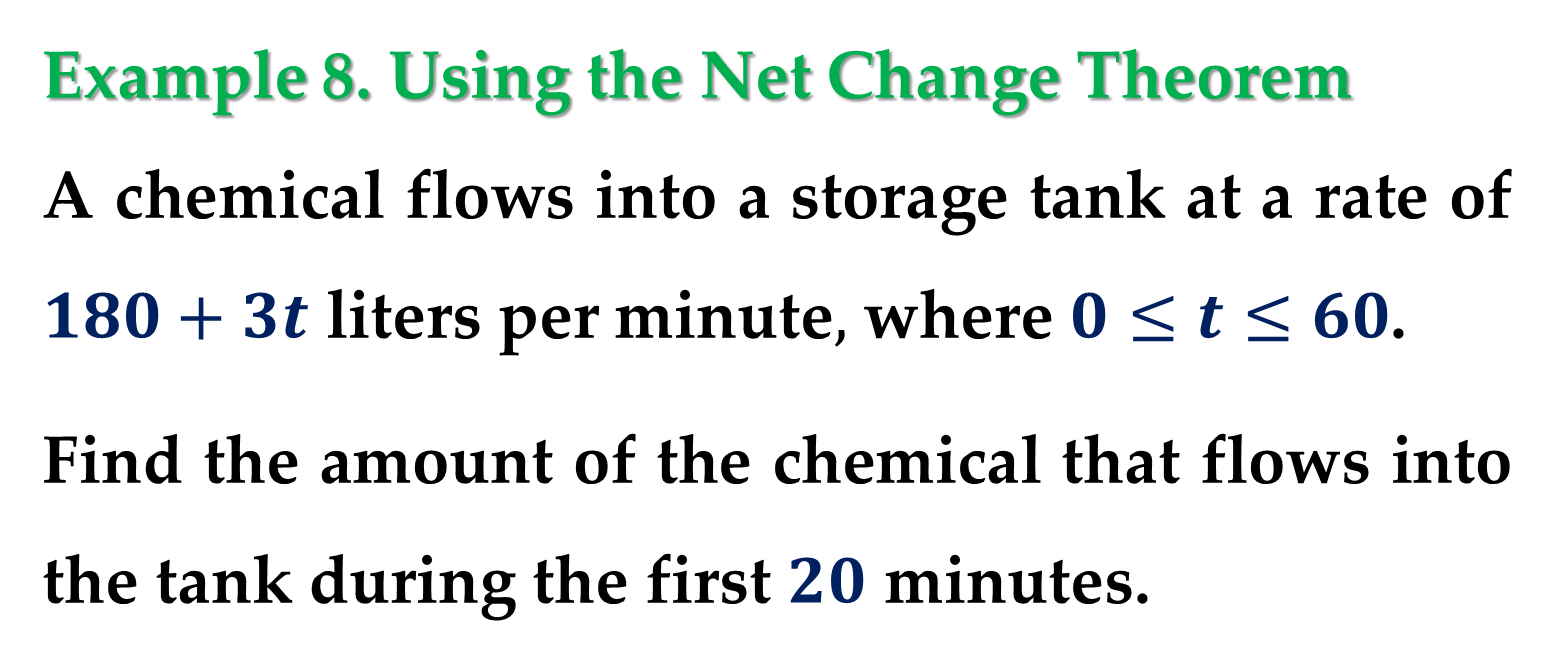 Example 8. Using the Net Change Theorem
A chemical flows into a storage tank at a rate of
180 + 3t liters per minute, where 0 ≤ t ≤ 60.
Find the amount of the chemical that flows into
the tank during the first 20 minutes.